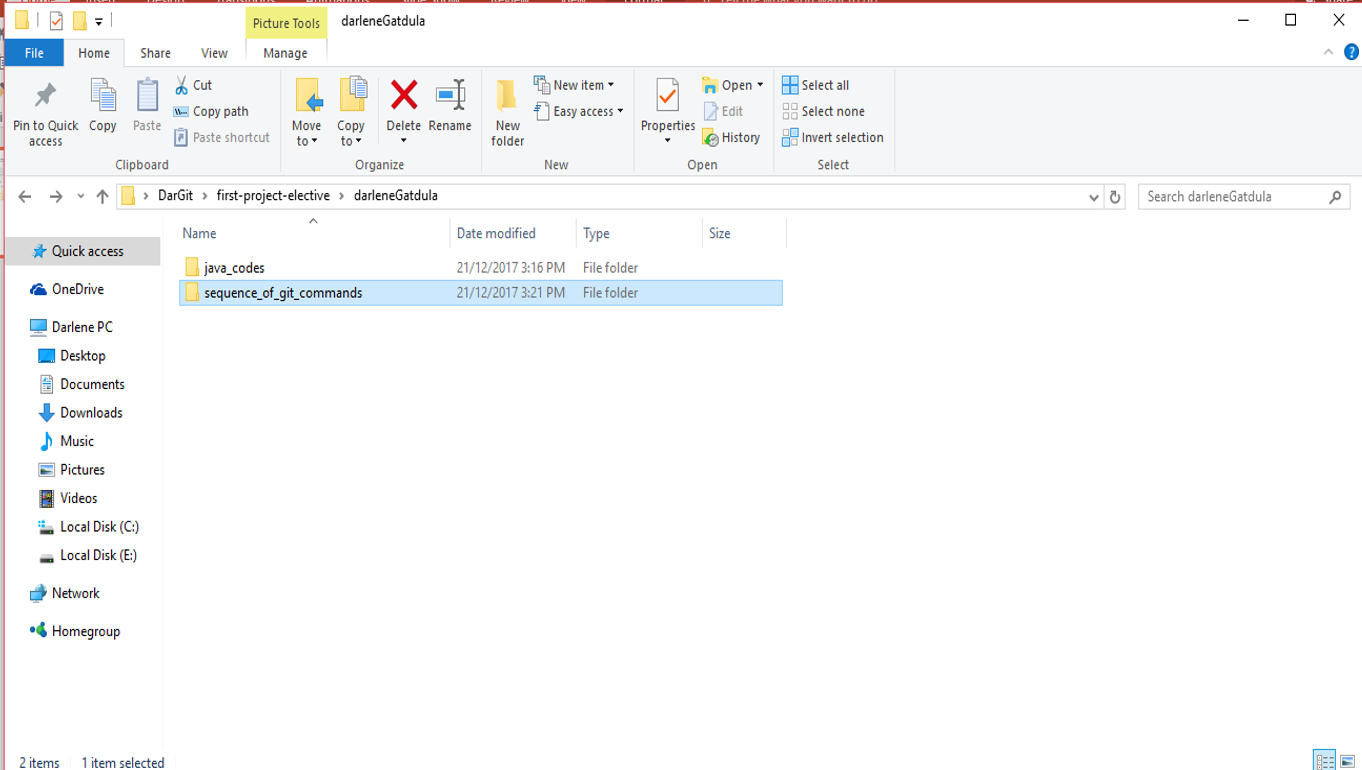 Picture Tools darleneGatdula
File Home Share View Manage
Pin to Quick access
Copy
Paste
Cut
Copy path
Paste shortcut
Clipboard
Move to
Copy to
Delete
Rename
Organize
New folder
New item
Easy access
New
Properties
Open
Edit
History
Open
Select all
Select none
Invert selection
Select
DarGit › first-project-elective › darleneGatdula
Search darleneGatdula
Name Date modified Type Size
java_codes 21/12/2017 3:16 PM File folder
sequence_of_git_commands 21/12/2017 3:21 PM File folder
Quick access
OneDrive
Darlene PC
Desktop
Documents
Downloads
Music
Pictures
Videos
Local Disk (C:)
Local Disk (E:)
Network
Homegroup
2 items 1 item selected